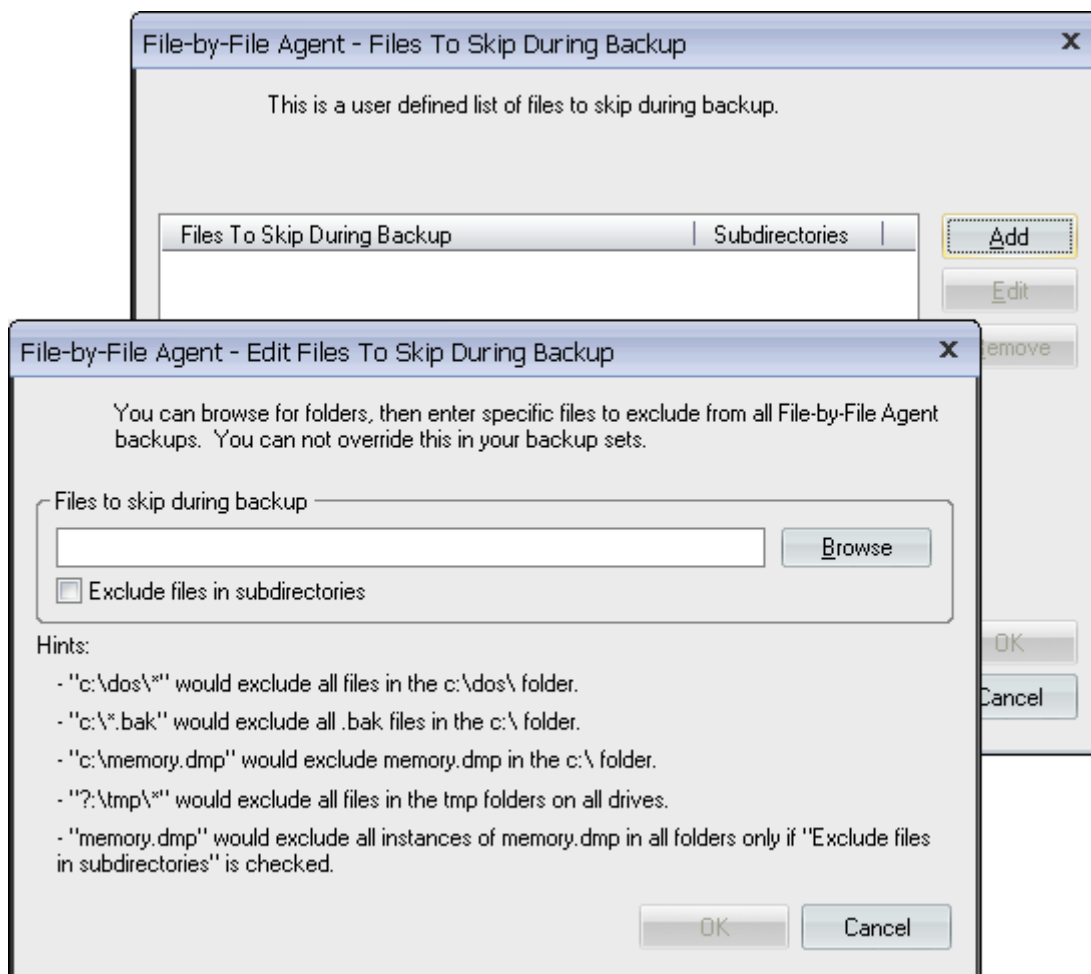 File-by-File Agent - Files To Skip During Backup
This is a user defined list of files to skip during backup.
Files To Skip During Backup
Subdirectories
Add
Edit
File-by-File Agent - Edit Files To Skip During Backup
You can browse for folders, then enter specific files to exclude from all File-by-File Agent
backups. You can not override this in your backup sets.
Files to skip during backup
Browse
Exclude files in subdirectories
Hints:
- "c:\dos\*" would exclude all files in the c:\dos\ folder.
- "c:\*.bak" would exclude all .bak files in the c:\ folder.
- "c:\memory.dmp" would exclude memory.dmp in the c:\ folder.
- "?:\tmp\*" would exclude all files in the tmp folders on all drives.
- "memory.dmp" would exclude all instances of memory.dmp in all folders only if "Exclude files
in subdirectories" is checked.
OK
Cancel
OK
Cancel